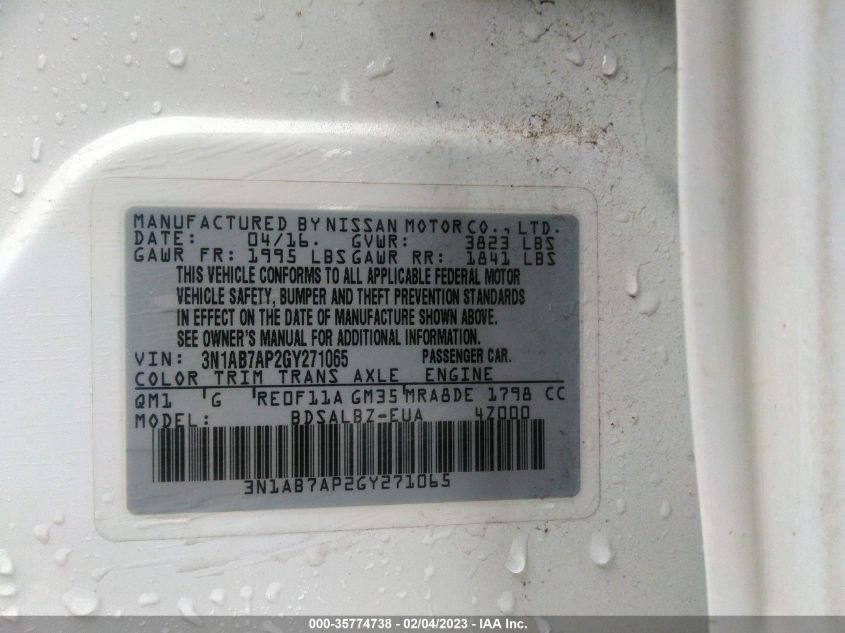 MANUFACTURED BY NISSAN MOTOR CO., LTD.
DATE: 04/16. GVWR: 3823 LBS
GAWR FR: 1995 LBS GAWR RR: 1841 LBS
THIS VEHICLE CONFORMS TO ALL APPLICABLE FEDERAL MOTOR
VEHICLE SAFETY, BUMPER AND THEFT PREVENTION STANDARDS
IN EFFECT ON THE DATE OF MANUFACTURE SHOWN ABOVE.
SEE OWNER'S MANUAL FOR ADDITIONAL INFORMATION.
VIN: 3N1AB7AP2GY271065 PASSENGER CAR.
COLOR TRIM TRANS AXLE ENGINE
QM1 G RE0F11A GM35 MRA8DE 1798 CC
MODEL: BDSALBZ-EUA 4Z000
3N1AB7AP2GY271065
000-35774738 - 02/04/2023 - IAA Inc.